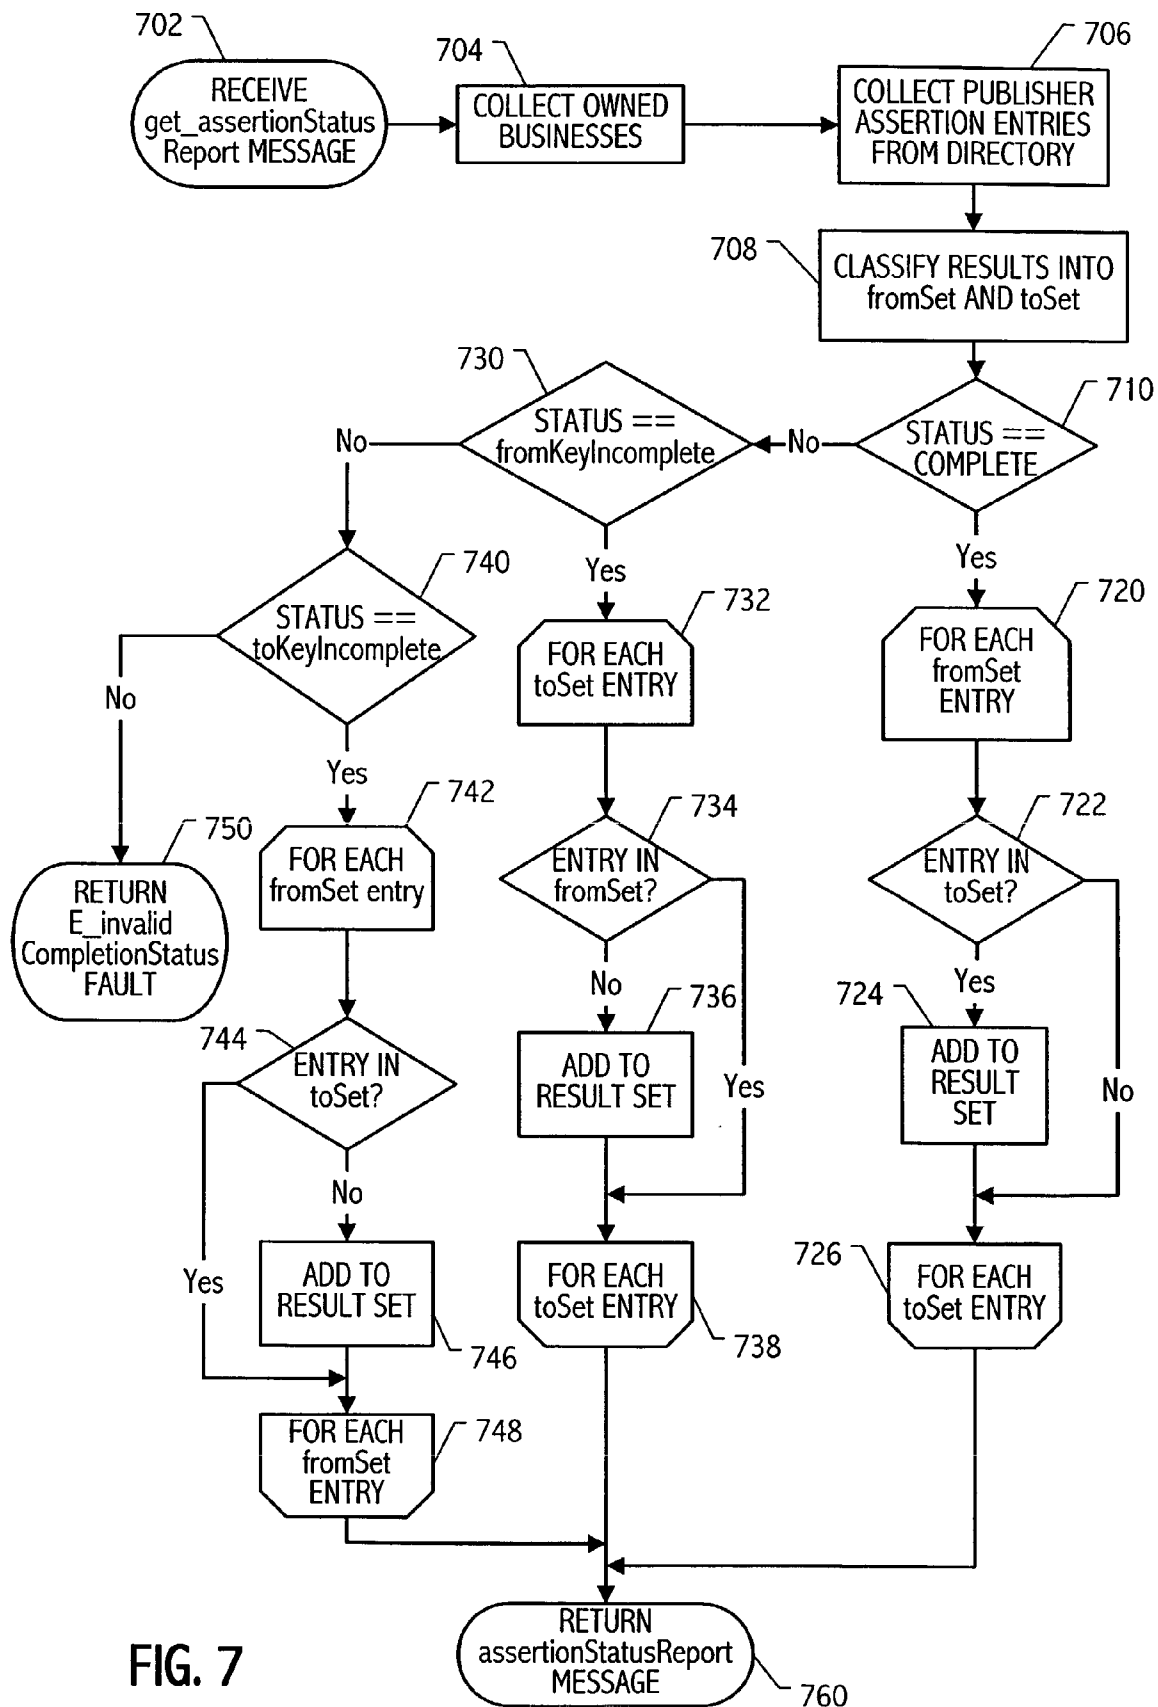 702
RECEIVE
get_assertionStatus
Report MESSAGE
704
COLLECT OWNED
BUSINESSES
706
COLLECT PUBLISHER
ASSERTION ENTRIES
FROM DIRECTORY
708
CLASSIFY RESULTS INTO
fromSet AND toSet
710
STATUS ==
COMPLETE
No
730
STATUS ==
fromKeyIncomplete
No
740
STATUS ==
toKeyIncomplete
No
750
RETURN
E_invalid
CompletionStatus
FAULT
Yes
742
FOR EACH
fromSet entry
744
ENTRY IN
toSet?
No
Yes
ADD TO
RESULT SET
746
FOR EACH
fromSet
ENTRY
748
Yes
732
FOR EACH
toSet ENTRY
734
ENTRY IN
fromSet?
No
736
ADD TO
RESULT SET
Yes
FOR EACH
toSet ENTRY
738
Yes
720
FOR EACH
fromSet
ENTRY
722
ENTRY IN
toSet?
Yes
724
ADD TO
RESULT
SET
No
726
FOR EACH
toSet ENTRY
RETURN
assertionStatusReport
MESSAGE
760
FIG. 7